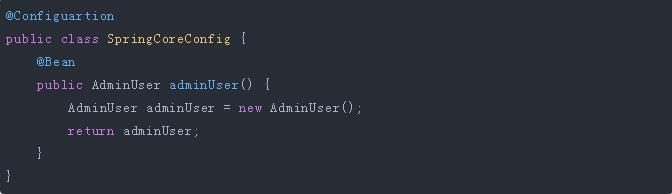 @Configuartion
public class SpringCoreConfig {
    @Bean
    public AdminUser adminUser() {
        AdminUser adminUser = new AdminUser();
        return adminUser;
    }
}